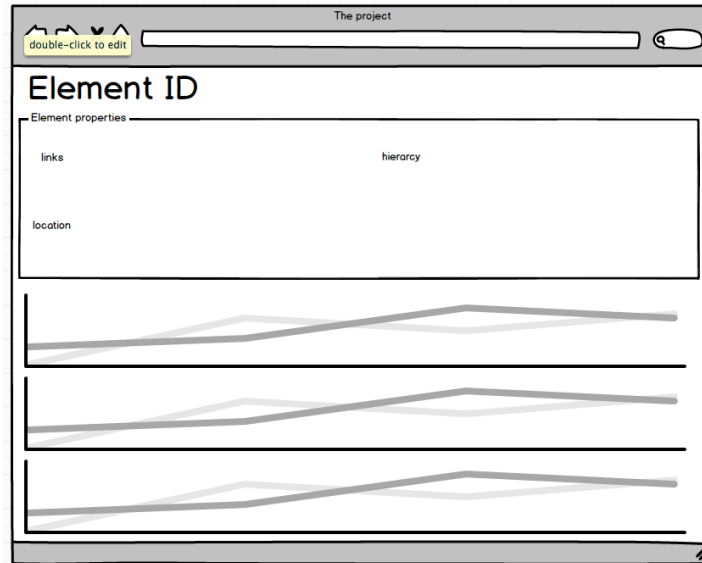 The project
double-click to edit
Element ID
Element properties
links
hierarcy
location